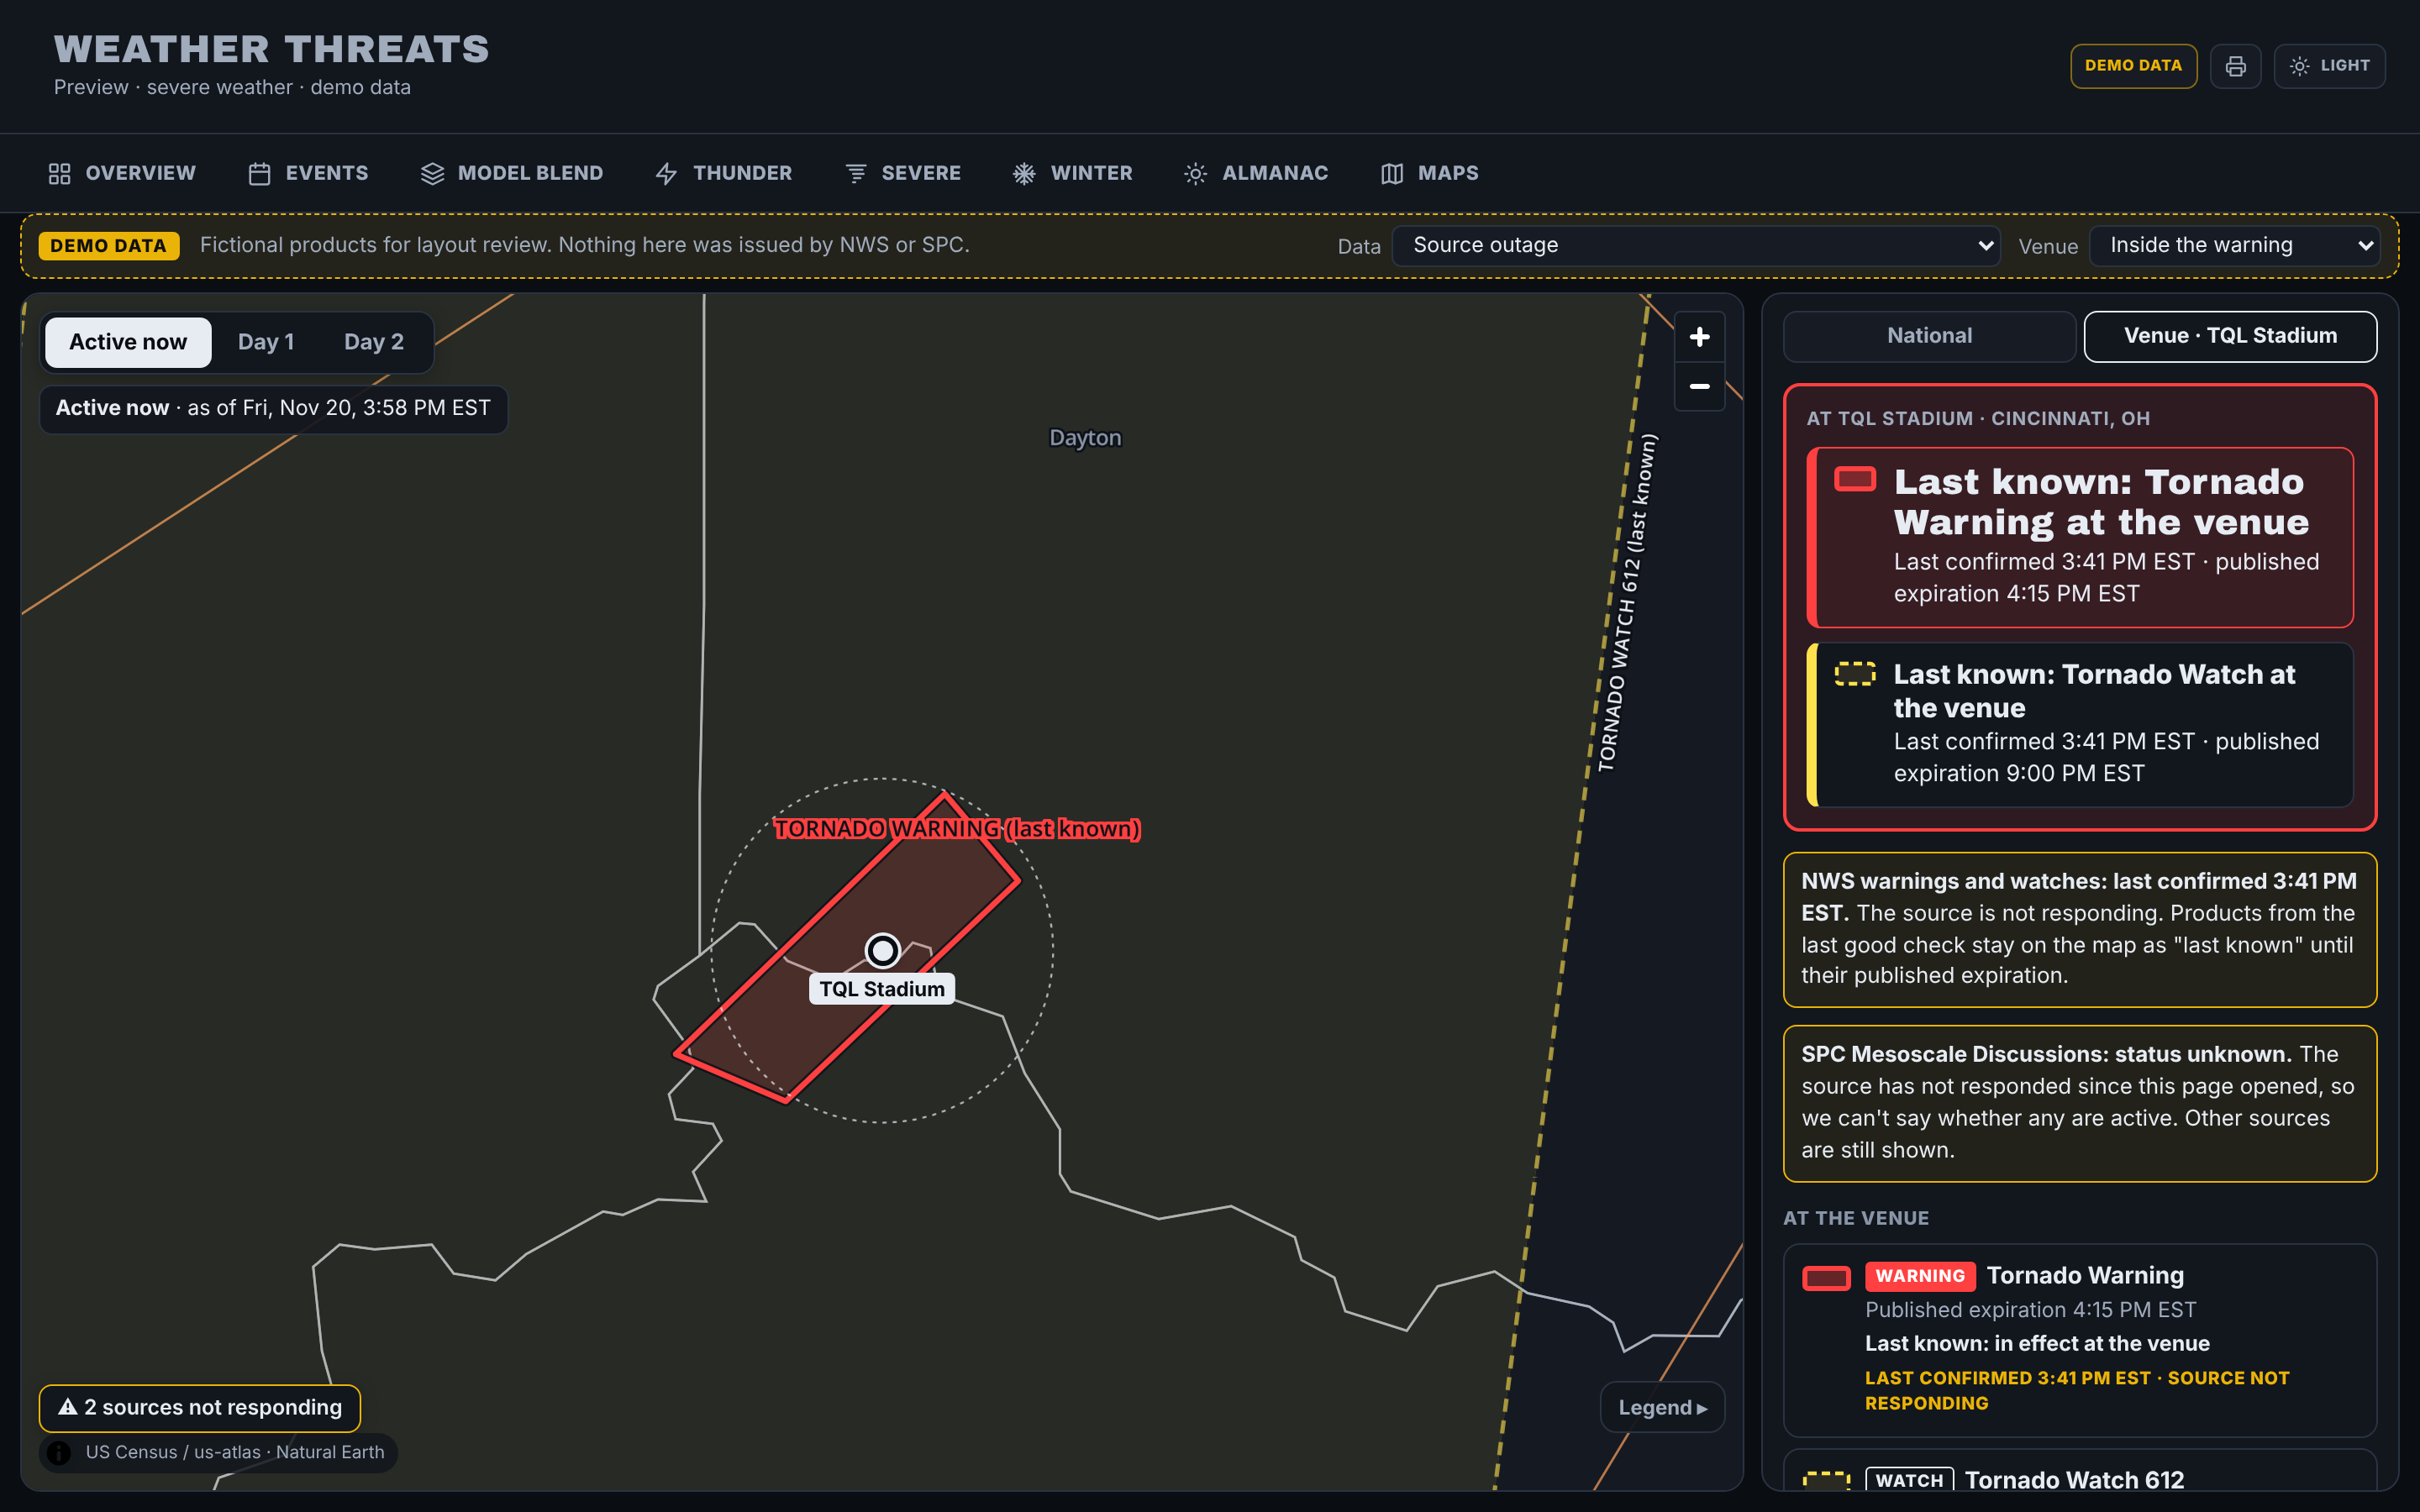 WEATHER THREATS
Preview · severe weather · demo data
DEMO DATA
LIGHT
OVERVIEW
EVENTS
MODEL BLEND
THUNDER
SEVERE
WINTER
ALMANAC
MAPS
DEMO DATA
Fictional products for layout review. Nothing here was issued by NWS or SPC.
Data
Source outage
Venue
Inside the warning
Active now
Day 1
Day 2
Active now · as of Fri, Nov 20, 3:58 PM EST
+
−
Dayton
TORNADO WATCH 612 (last known)
TORNADO WARNING (last known)
TQL Stadium
⚠ 2 sources not responding
US Census / us-atlas · Natural Earth
Legend ▸
National
Venue · TQL Stadium
AT TQL STADIUM · CINCINNATI, OH
Last known: Tornado
Warning at the venue
Last confirmed 3:41 PM EST · published
expiration 4:15 PM EST
Last known: Tornado Watch at
the venue
Last confirmed 3:41 PM EST · published
expiration 9:00 PM EST
NWS warnings and watches: last confirmed 3:41 PM
EST. The source is not responding. Products from the
last good check stay on the map as "last known" until
their published expiration.
SPC Mesoscale Discussions: status unknown. The
source has not responded since this page opened, so
we can't say whether any are active. Other sources
are still shown.
AT THE VENUE
WARNING Tornado Warning
Published expiration 4:15 PM EST
Last known: in effect at the venue
LAST CONFIRMED 3:41 PM EST · SOURCE NOT
RESPONDING
WATCH Tornado Watch 612